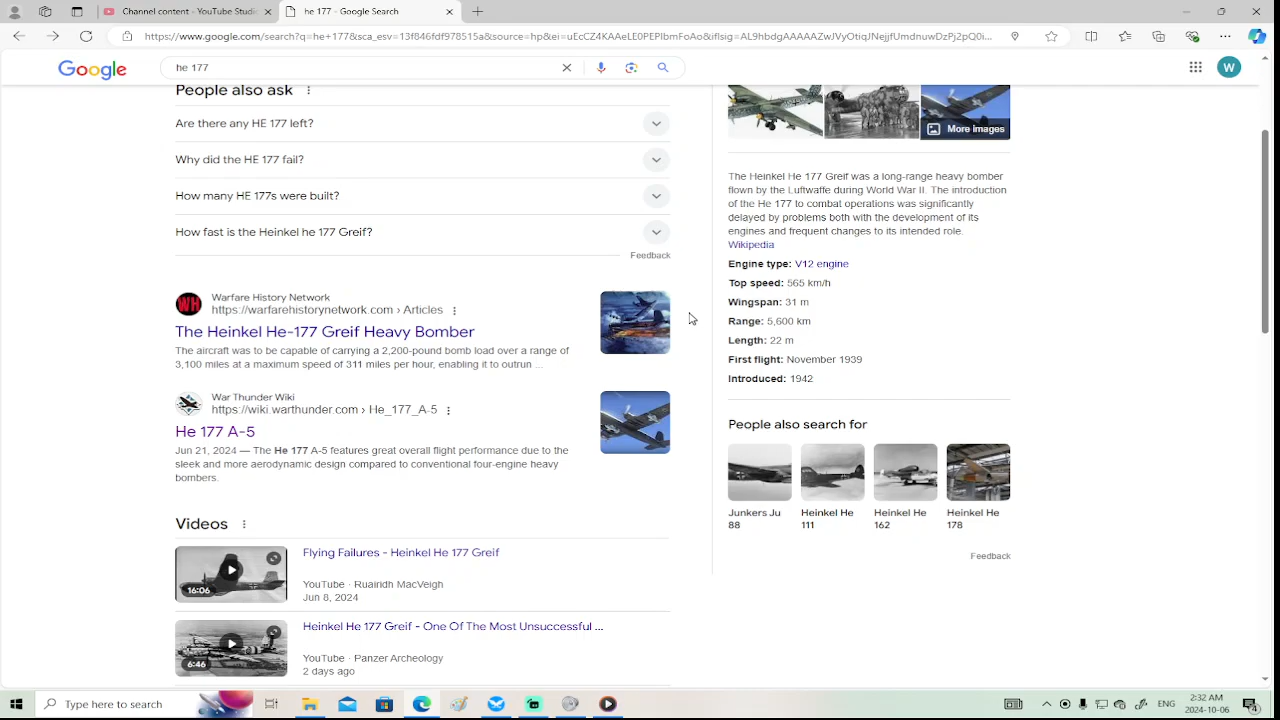 Content queues - YouTube Studio
he 177 - Google Search
https://www.google.com/search?q=he+177&sca_esv=13f846fdf978515a&source=hp&ei=
Google
he 177
W
People also ask
Are there any HE 177 left?
Why did the HE 177 fail?
How many HE 177s were built?
How fast is the Heinkel he 177 Greif?
Feedback
WH
Warfare History Network
https://warfarehistorynetwork.com › Articles
The Heinkel He-177 Greif Heavy Bomber
The aircraft was to be capable of carrying a 2,200-pound bomb load over a range of
3,100 miles at a maximum speed of 311 miles per hour, enabling it to outrun ...
War Thunder Wiki
https://wiki.warthunder.com › He_177_A-5
He 177 A-5
Jun 21, 2024 — The He 177 A-5 features great overall flight performance due to the
sleek and more aerodynamic design compared to conventional four-engine heavy
bombers.
Videos
16:06
Flying Failures - Heinkel He 177 Greif
YouTube · Ruairidh MacVeigh
Jun 8, 2024
6:46
Heinkel He 177 Greif - One Of The Most Unsuccessful ...
YouTube · Panzer Archeology
2 days ago
More images
The Heinkel He 177 Greif was a long-range heavy bomber
flown by the Luftwaffe during World War II. The introduction
of the He 177 to combat operations was significantly
delayed by problems both with the development of its
engines and frequent changes to its intended role.
Wikipedia
Engine type: V12 engine
Top speed: 565 km/h
Wingspan: 31 m
Range: 5,600 km
Length: 22 m
First flight: November 1939
Introduced: 1942
People also search for
Junkers Ju
88
Heinkel He
111
Heinkel He
162
Heinkel He
178
Feedback
Type here to search
ENG
2:32 AM
2024-10-06
4